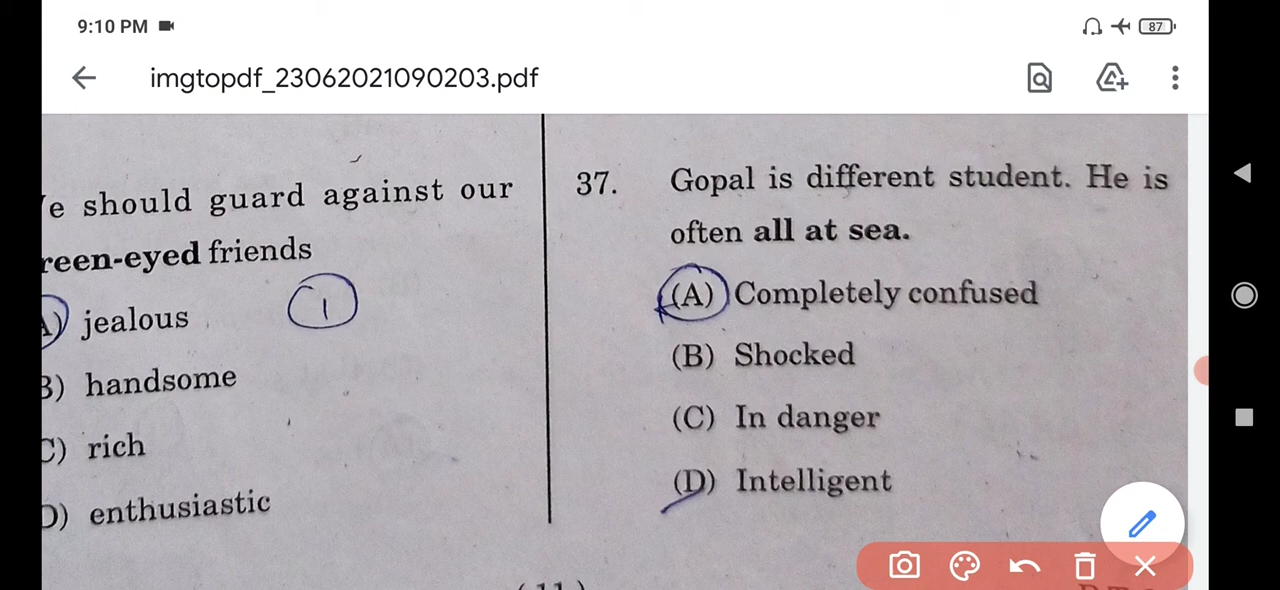 9:10 PM
87
imgtopdf_23062021090203.pdf
e should guard against our
reen-eyed friends
A) jealous
1
B) handsome
C) rich
D) enthusiastic
37. Gopal is different student. He is
often all at sea.
(A) Completely confused
(B) Shocked
(C) In danger
(D) Intelligent